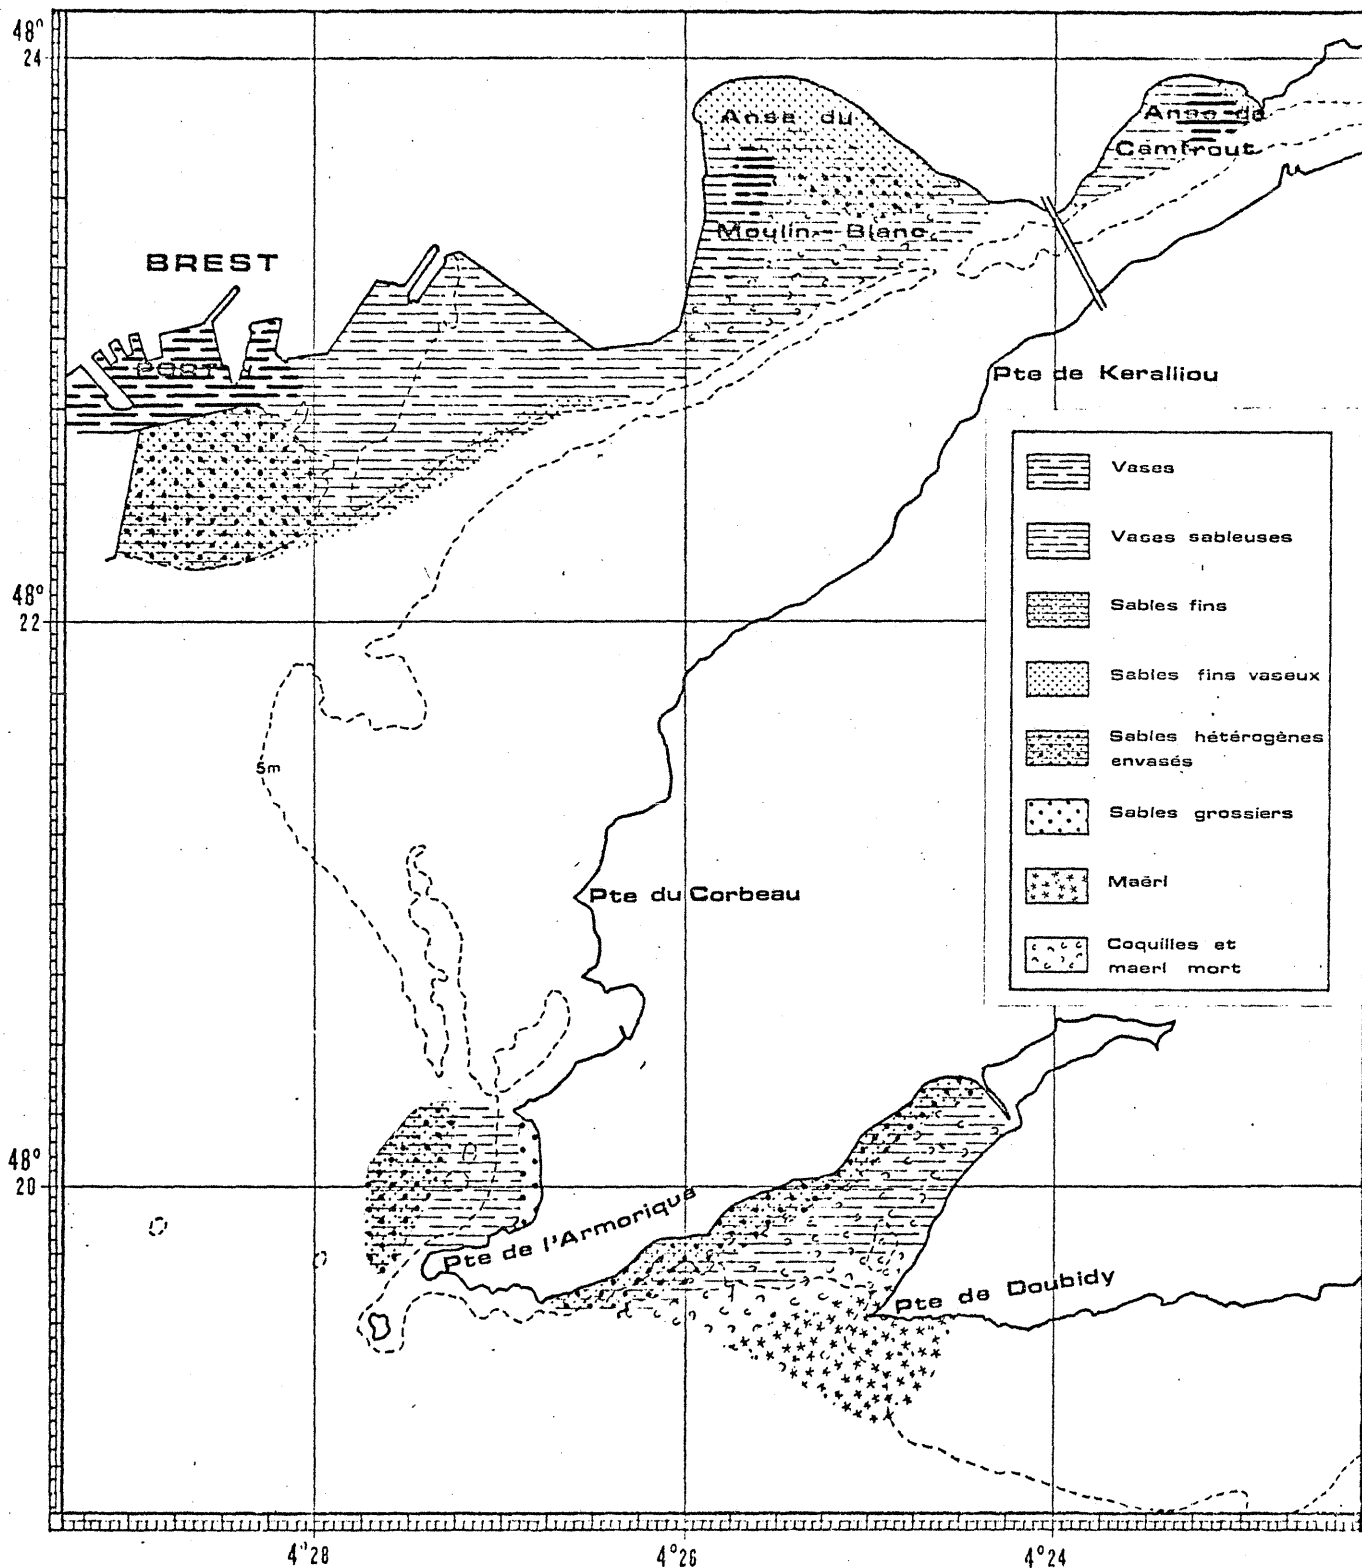 48°
24
Anse du
Anse de
Camfrout
Moulin-Blanc
BREST
PORT
Pte de Keralliou
Vases
Vases sableuses
Sables fins
Sables fins vaseux
Sables hétérogènes
envasés
Sables grossiers
Maërl
Coquilles et
maerl mort
48°
22
5m
Pte du Corbeau
48°
20
Pte de l'Armorique
Pte de Doubidy
4°28
4°26
4°24